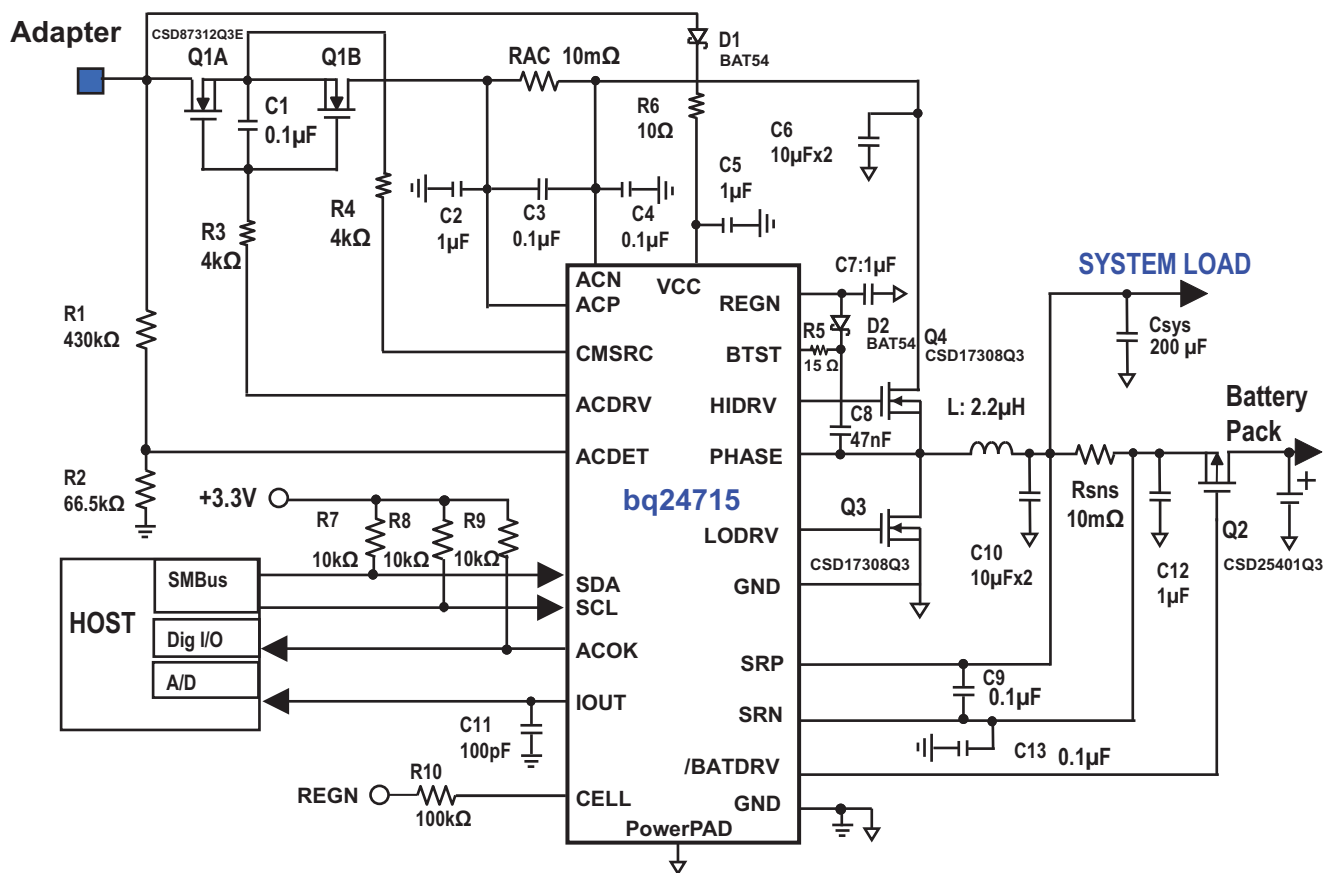 Adapter
CSD87312Q3E
Q1A
Q1B
C1
0.1µF
RAC 10mΩ
D1
BAT54
R6
10Ω
C6
10µFx2
C5
1µF
R3
4kΩ
R4
4kΩ
C2
1µF
C3
0.1µF
C4
0.1µF
R1
430kΩ
R2
66.5kΩ
ACN
ACP
VCC
CMSRC
ACDRV
ACDET
REGN
BTST
HIDRV
PHASE
bq24715
LODRV
GND
SDA
SCL
ACOK
IOUT
CELL
SRP
SRN
/BATDRV
GND
PowerPAD
C7:1µF
R5
15 Ω
D2
BAT54
C8
47nF
Q4
CSD17308Q3
Q3
CSD17308Q3
L: 2.2µH
SYSTEM LOAD
Csys
200 µF
Battery
Pack
+
Rsns
10mΩ
Q2
CSD25401Q3
C10
10µFx2
C12
1µF
C9
0.1µF
C13 0.1µF
+3.3V
R7
10kΩ
R8
10kΩ
R9
10kΩ
HOST
SMBus
Dig I/O
A/D
C11
100pF
REGN
R10
100kΩ